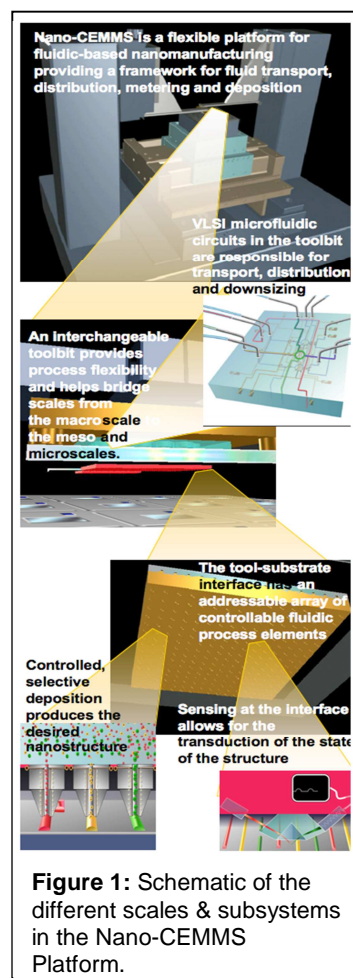 Nano-CEMMS is a flexible platform for
fluidic-based nanomanufacturing
providing a framework for fluid transport,
distribution, metering and deposition
VLSI microfluidic
circuits in the toolbit
are responsible for
transport, distribution
and downsizing
An interchangeable
toolbit provides
process flexibility
and helps bridge
scales from
the macroscale to
the meso and
microscales.
The tool-substrate
interface has an
addressable array of
controllable fluidic
process elements
Controlled,
selective
deposition
produces the
desired
nanostructure
Sensing at the interface
allows for the
transduction of the state
of the structure
Figure 1: Schematic of the
different scales & subsystems
in the Nano-CEMMS
Platform.